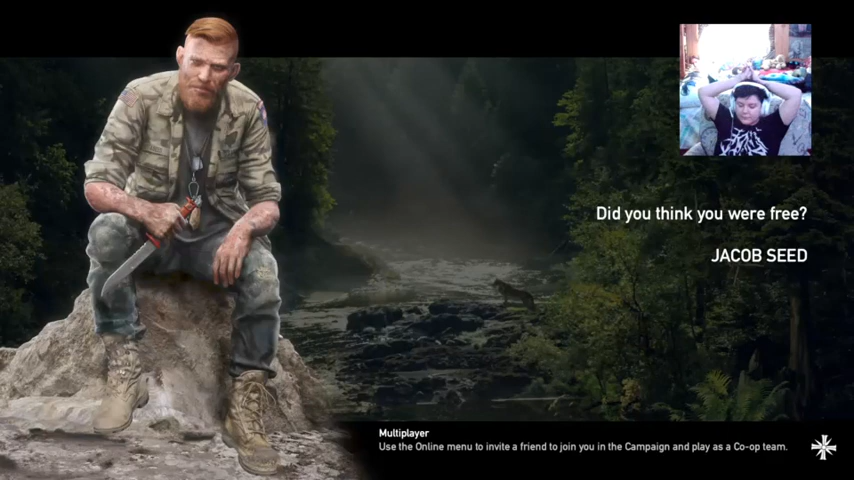 Did you think you were free?
JACOB SEED
Multiplayer
Use the Online menu to invite a friend to join you in the Campaign and play as a Co-op team.